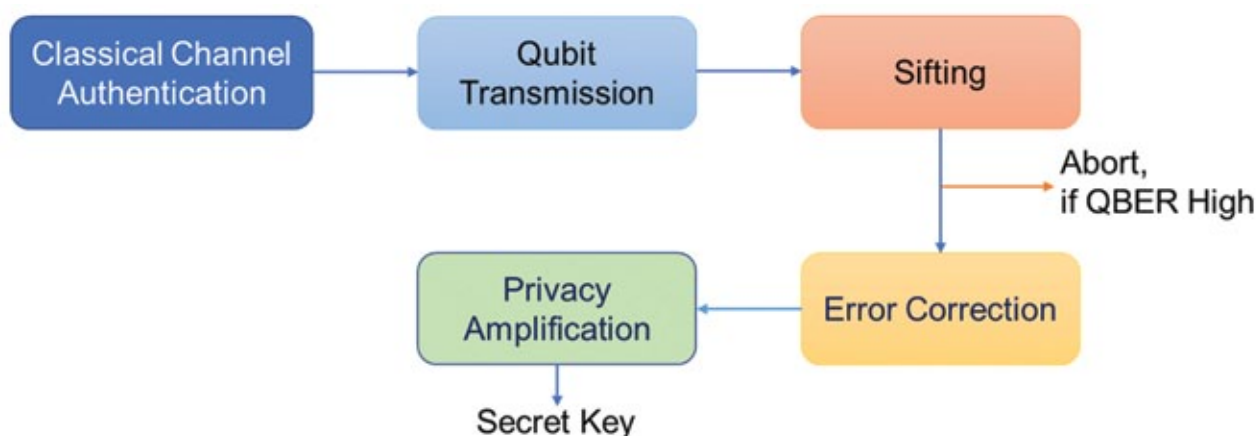 Classical Channel
Authentication
Qubit
Transmission
Sifting
Abort,
if QBER High
Error Correction
Privacy
Amplification
Secret Key